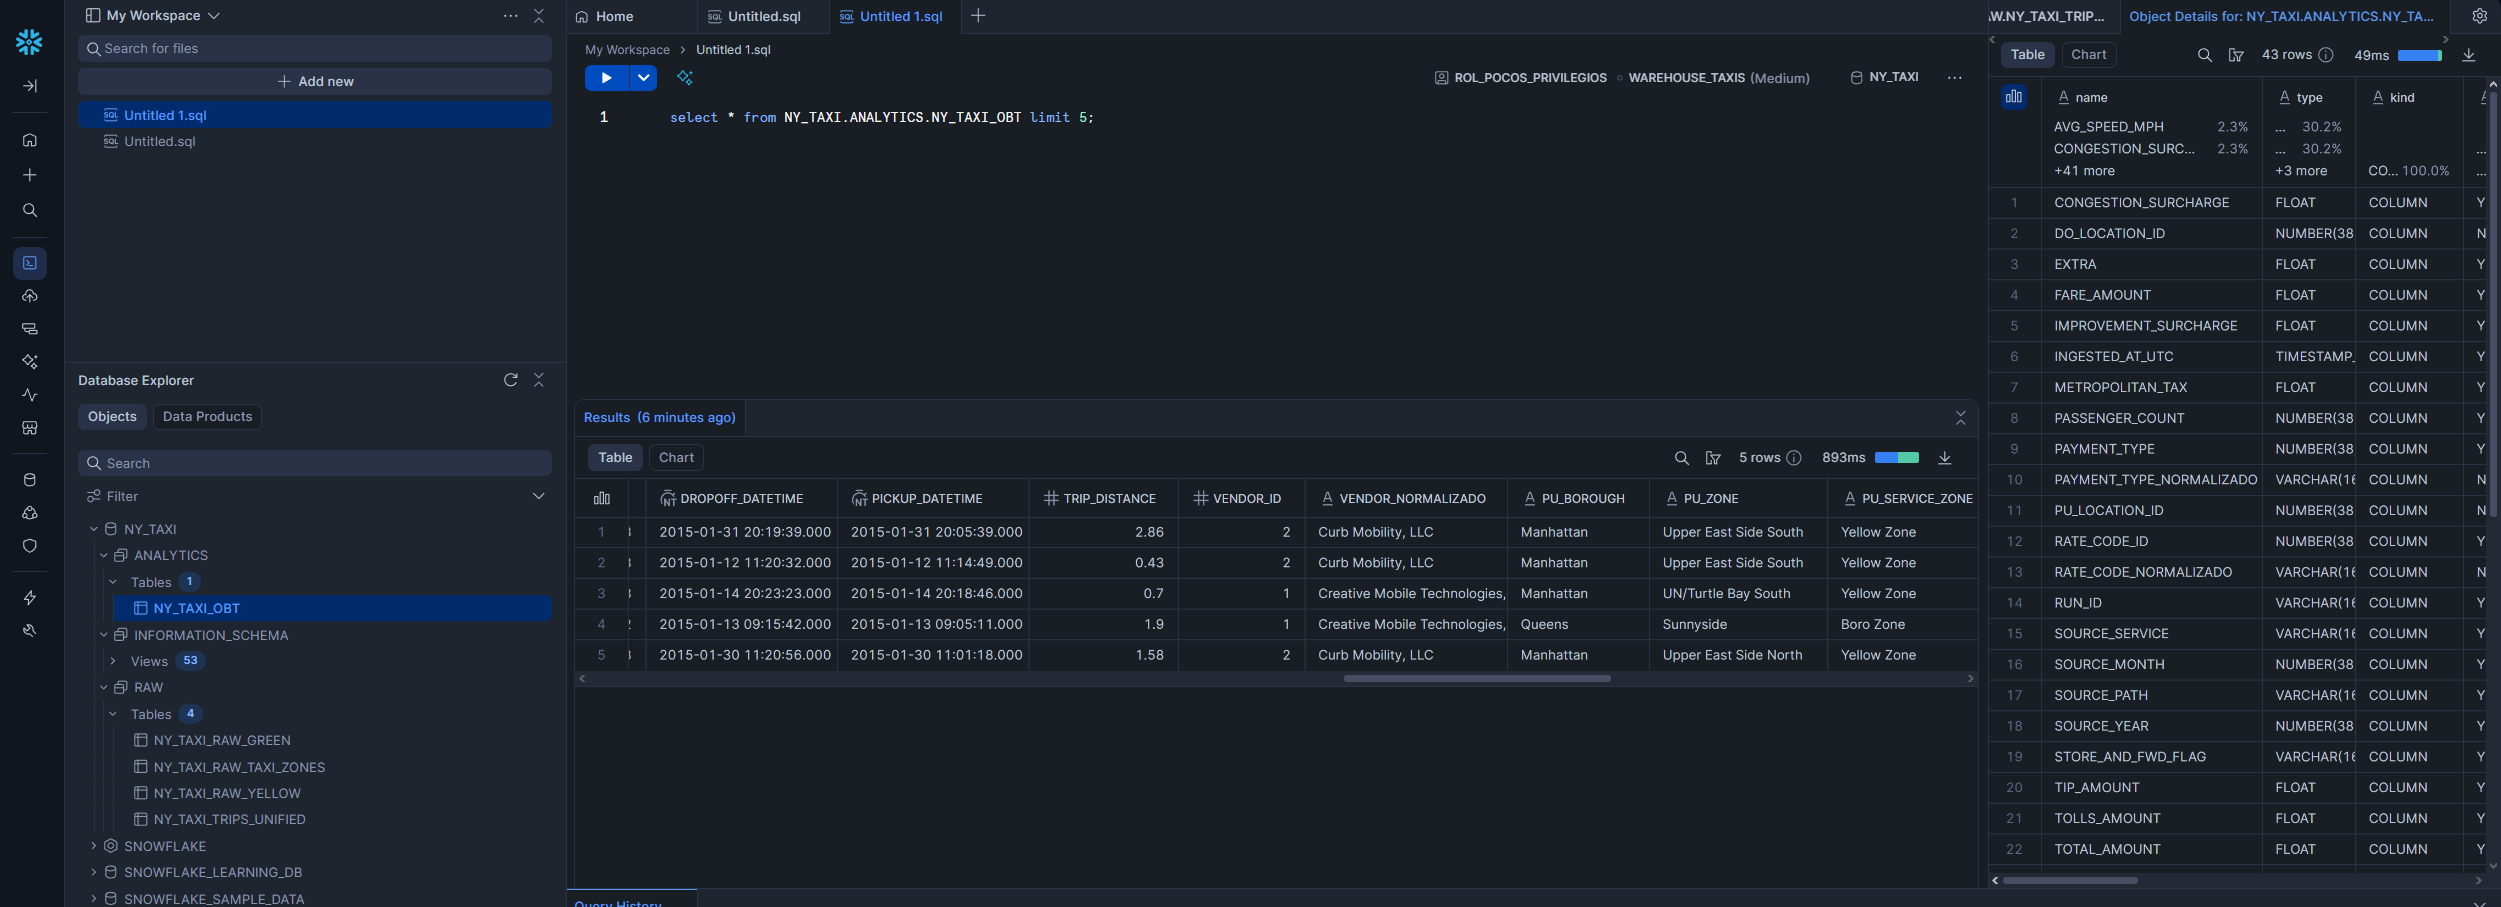 My Workspace
Search for files
Add new
Untitled 1.sql
Untitled.sql
Database Explorer
Objects
Data Products
Search
Filter
NY_TAXI
ANALYTICS
Tables 1
NY_TAXI_OBT
INFORMATION_SCHEMA
Views 53
RAW
Tables 4
NY_TAXI_RAW_GREEN
NY_TAXI_RAW_TAXI_ZONES
NY_TAXI_RAW_YELLOW
NY_TAXI_TRIPS_UNIFIED
SNOWFLAKE
SNOWFLAKE_LEARNING_DB
SNOWFLAKE_SAMPLE_DATA
Home
Untitled.sql
Untitled 1.sql
My Workspace > Untitled 1.sql
ROL_POCOS_PRIVILEGIOS WAREHOUSE_TAXIS (Medium) NY_TAXI
1 select * from NY_TAXI.ANALYTICS.NY_TAXI_OBT limit 5;
Results (6 minutes ago)
Table Chart 5 rows 893ms
DROPOFF_DATETIME PICKUP_DATETIME TRIP_DISTANCE VENDOR_ID VENDOR_NORMALIZADO PU_BOROUGH PU_ZONE PU_SERVICE_ZONE
1 3 2015-01-31 20:19:39.000 2015-01-31 20:05:39.000 2.86 2 Curb Mobility, LLC Manhattan Upper East Side South Yellow Zone
2 3 2015-01-12 11:20:32.000 2015-01-12 11:14:49.000 0.43 2 Curb Mobility, LLC Manhattan Upper East Side South Yellow Zone
3 3 2015-01-14 20:23:23.000 2015-01-14 20:18:46.000 0.7 1 Creative Mobile Technologies, Manhattan UN/Turtle Bay South Yellow Zone
4 2 2015-01-13 09:15:42.000 2015-01-13 09:05:11.000 1.9 1 Creative Mobile Technologies, Queens Sunnyside Boro Zone
5 3 2015-01-30 11:20:56.000 2015-01-30 11:01:18.000 1.58 2 Curb Mobility, LLC Manhattan Upper East Side North Yellow Zone
Query History
W.NY_TAXI_TRIP... Object Details for: NY_TAXI.ANALYTICS.NY_TA...
Table Chart 43 rows 49ms
name type kind
AVG_SPEED_MPH 2.3% ... 30.2%
CONGESTION_SURC... 2.3% ... 30.2% ...
+41 more +3 more CO... 100.0% ...
1 CONGESTION_SURCHARGE FLOAT COLUMN Y
2 DO_LOCATION_ID NUMBER(38 COLUMN N
3 EXTRA FLOAT COLUMN Y
4 FARE_AMOUNT FLOAT COLUMN Y
5 IMPROVEMENT_SURCHARGE FLOAT COLUMN Y
6 INGESTED_AT_UTC TIMESTAMP_ COLUMN Y
7 METROPOLITAN_TAX FLOAT COLUMN Y
8 PASSENGER_COUNT NUMBER(38 COLUMN Y
9 PAYMENT_TYPE NUMBER(38 COLUMN Y
10 PAYMENT_TYPE_NORMALIZADO VARCHAR(16 COLUMN N
11 PU_LOCATION_ID NUMBER(38 COLUMN N
12 RATE_CODE_ID NUMBER(38 COLUMN Y
13 RATE_CODE_NORMALIZADO VARCHAR(16 COLUMN N
14 RUN_ID VARCHAR(16 COLUMN Y
15 SOURCE_SERVICE VARCHAR(16 COLUMN Y
16 SOURCE_MONTH NUMBER(38 COLUMN Y
17 SOURCE_PATH VARCHAR(16 COLUMN Y
18 SOURCE_YEAR NUMBER(38 COLUMN Y
19 STORE_AND_FWD_FLAG VARCHAR(16 COLUMN Y
20 TIP_AMOUNT FLOAT COLUMN Y
21 TOLLS_AMOUNT FLOAT COLUMN Y
22 TOTAL_AMOUNT FLOAT COLUMN Y